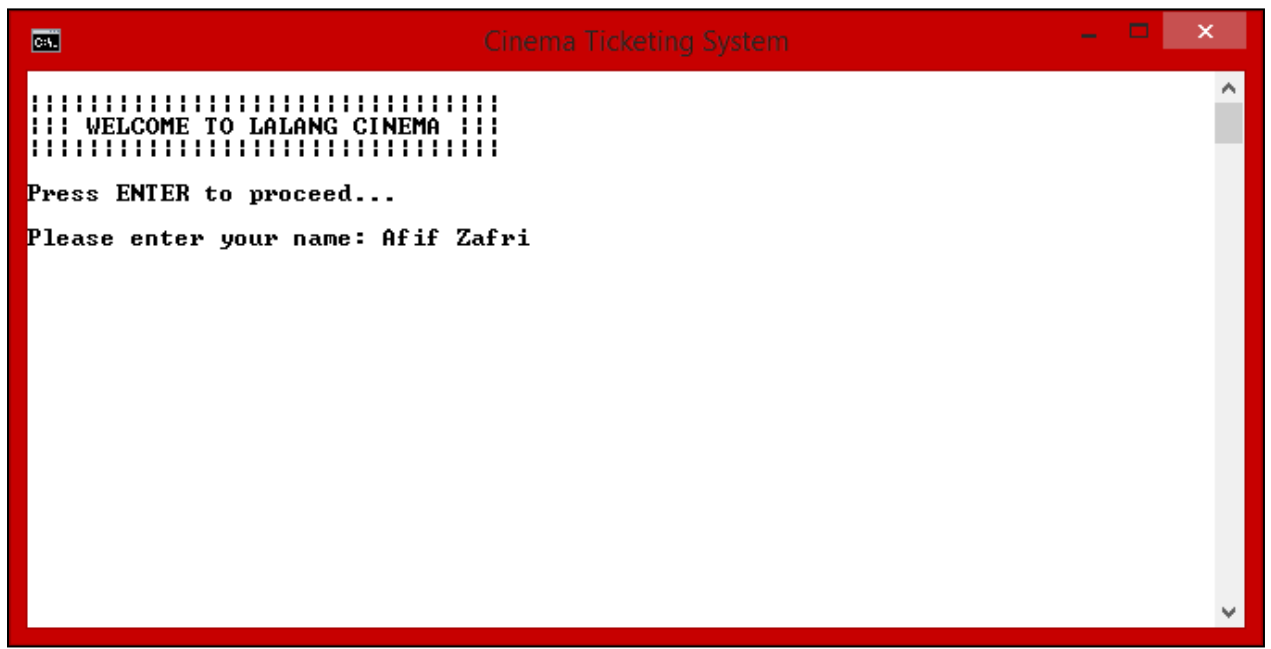 C:\.
Cinema Ticketing System
¦¦¦¦¦¦¦¦¦¦¦¦¦¦¦¦¦¦¦¦¦¦¦¦¦¦¦¦¦¦¦¦
¦¦¦ WELCOME TO LALANG CINEMA ¦¦¦
¦¦¦¦¦¦¦¦¦¦¦¦¦¦¦¦¦¦¦¦¦¦¦¦¦¦¦¦¦¦¦¦
Press ENTER to proceed...
Please enter your name: Afif Zafri